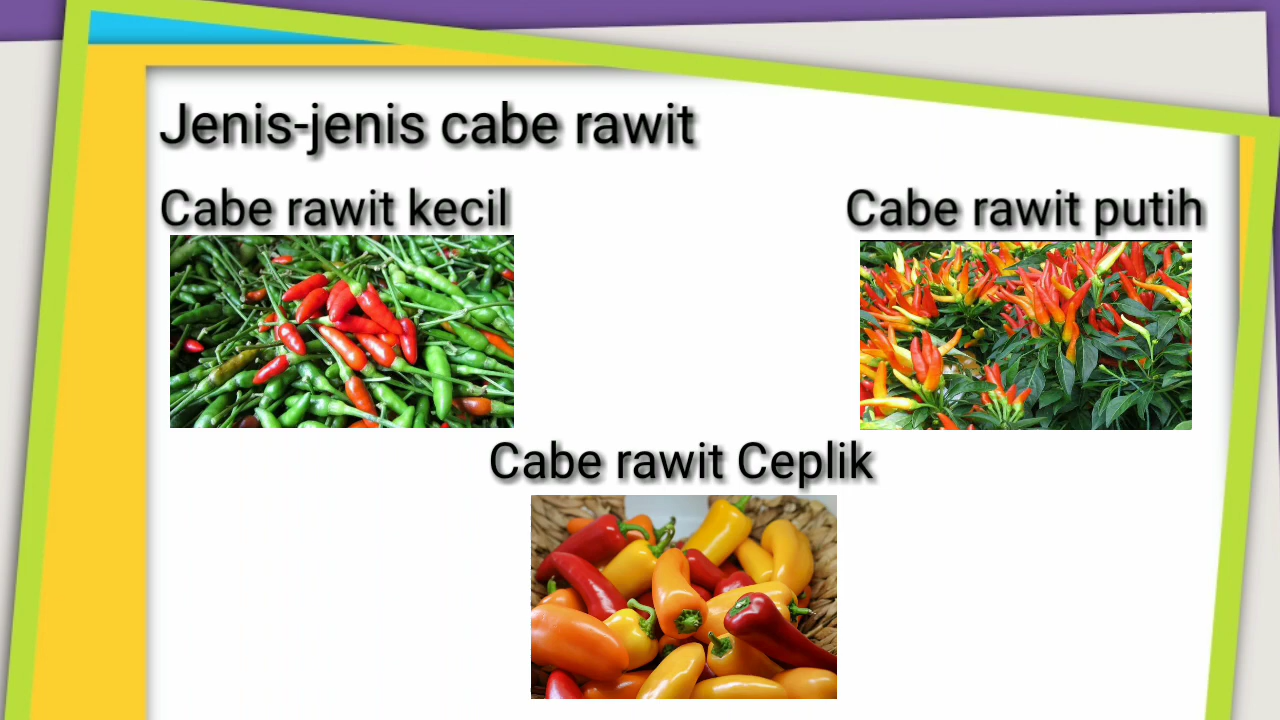 Jenis-jenis cabe rawit
Cabe rawit kecil
Cabe rawit putih
Cabe rawit Ceplik